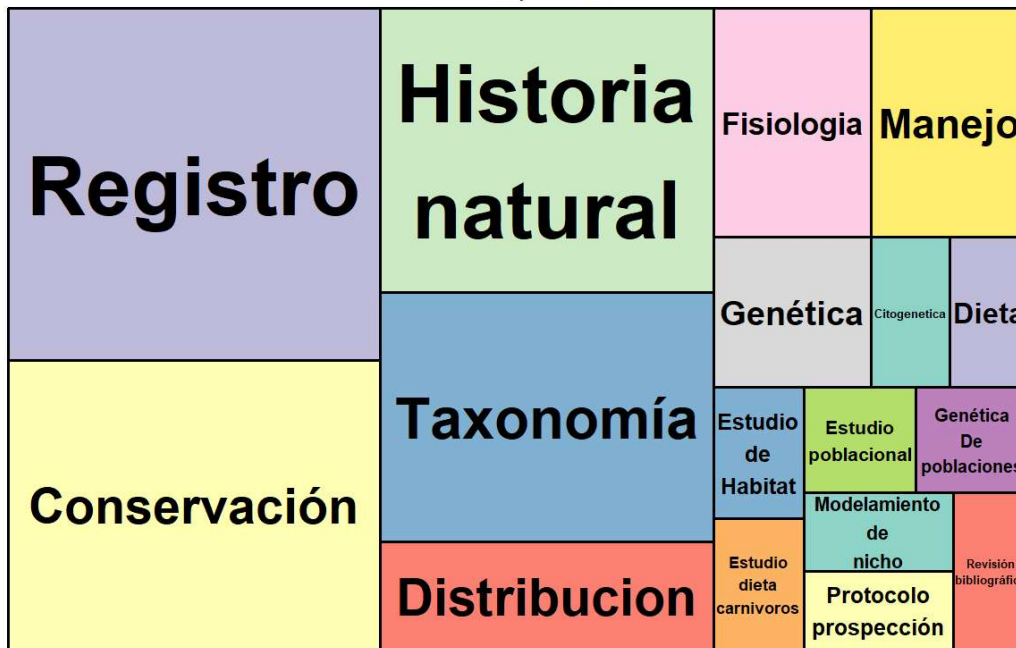 Registro
Conservación
Historia
natural
Taxonomía
Distribucion
Fisiologia
Manejo
Genética
Citogenetica
Dieta
Estudio
de
Habitat
Estudio
poblacional
Genética
De
poblaciones
Estudio
dieta
carnivoros
Modelamiento
de
nicho
Protocolo
prospección
Revisión
bibliográfic